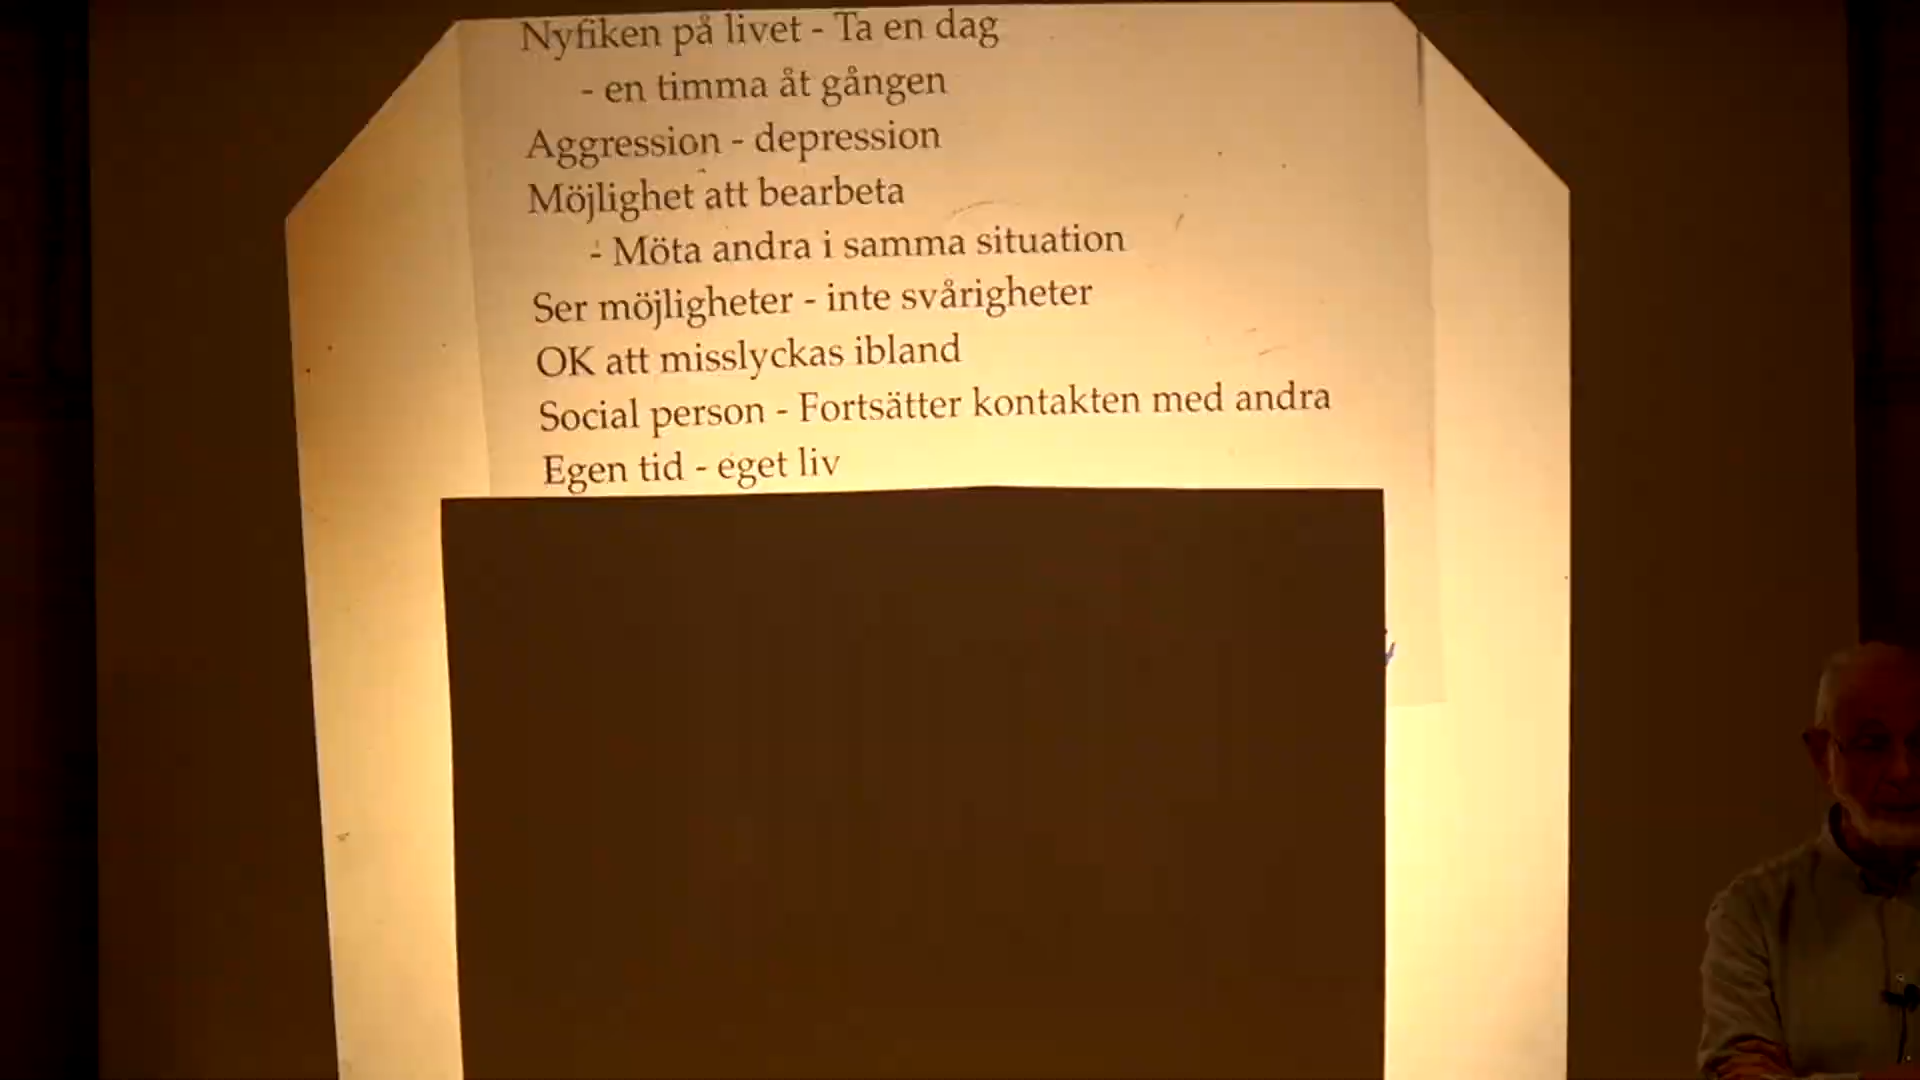 Nyfiken på livet - Ta en dag
- en timma åt gången
Aggression - depression
Möjlighet att bearbeta
- Möta andra i samma situation
Ser möjligheter - inte svårigheter
OK att misslyckas ibland
Social person - Fortsätter kontakten med andra
Egen tid - eget liv